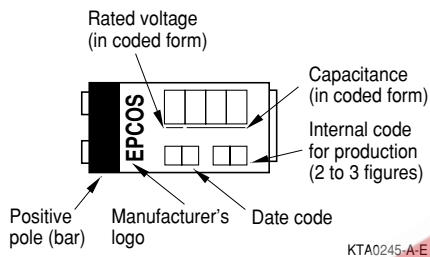 Rated voltage
(in coded form)
Capacitance
(in coded form)
EPCOS
Internal code
for production
(2 to 3 figures)
Positive
pole (bar)
Manufacturer's
logo
Date code
KTA0245-A-E